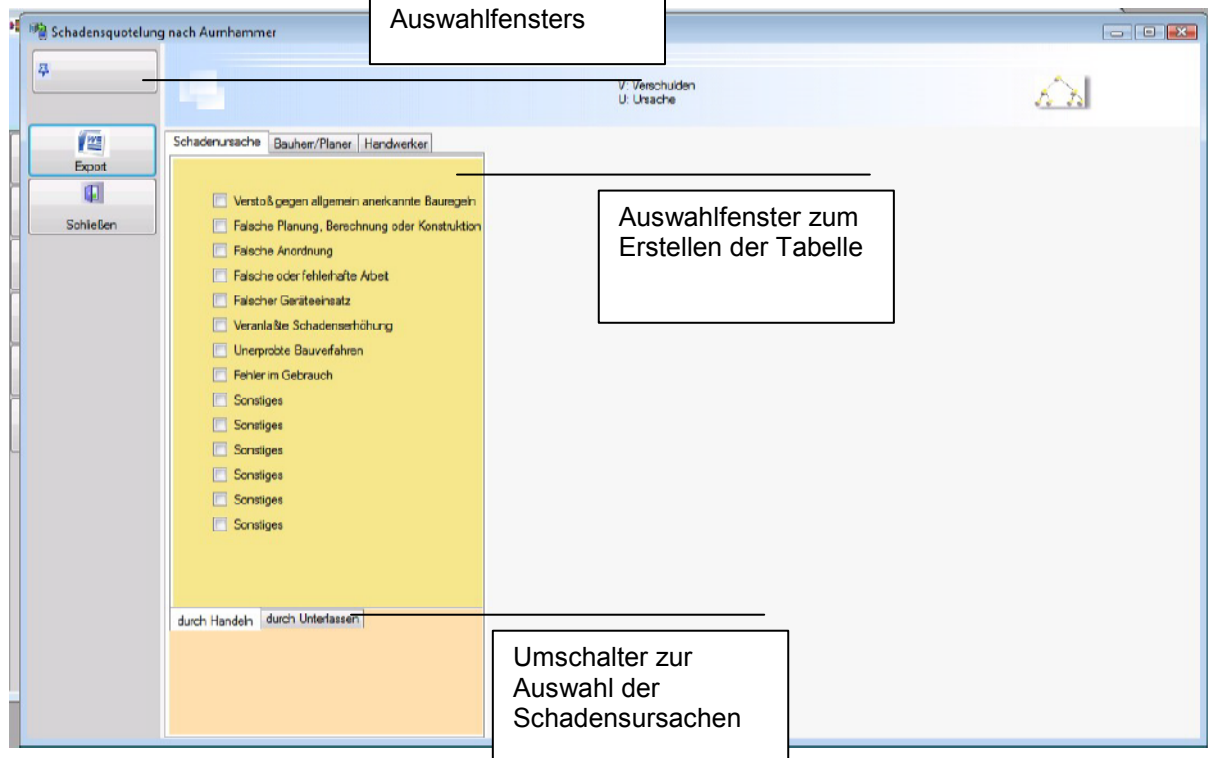 Auswahlfensters
Schadensquotelung nach Aurnhammer
V: Verschulden
U: Ursache
Export
Schließen
Schadenursache Bauherr/Planer Handwerker
Verstoß gegen allgemein anerkannte Bauregeln
Falsche Planung, Berechnung oder Konstruktion
Falsche Anordnung
Falsche oder fehlerhafte Arbeit
Falscher Geräteeinsatz
Veranlaßte Schadenserhöhung
Unerprobte Bauverfahren
Fehler im Gebrauch
Sonstiges
Sonstiges
Sonstiges
Sonstiges
Sonstiges
Sonstiges
durch Handeln durch Unterlassen
Auswahlfenster zum
Erstellen der Tabelle
Umschalter zur
Auswahl der
Schadensursachen